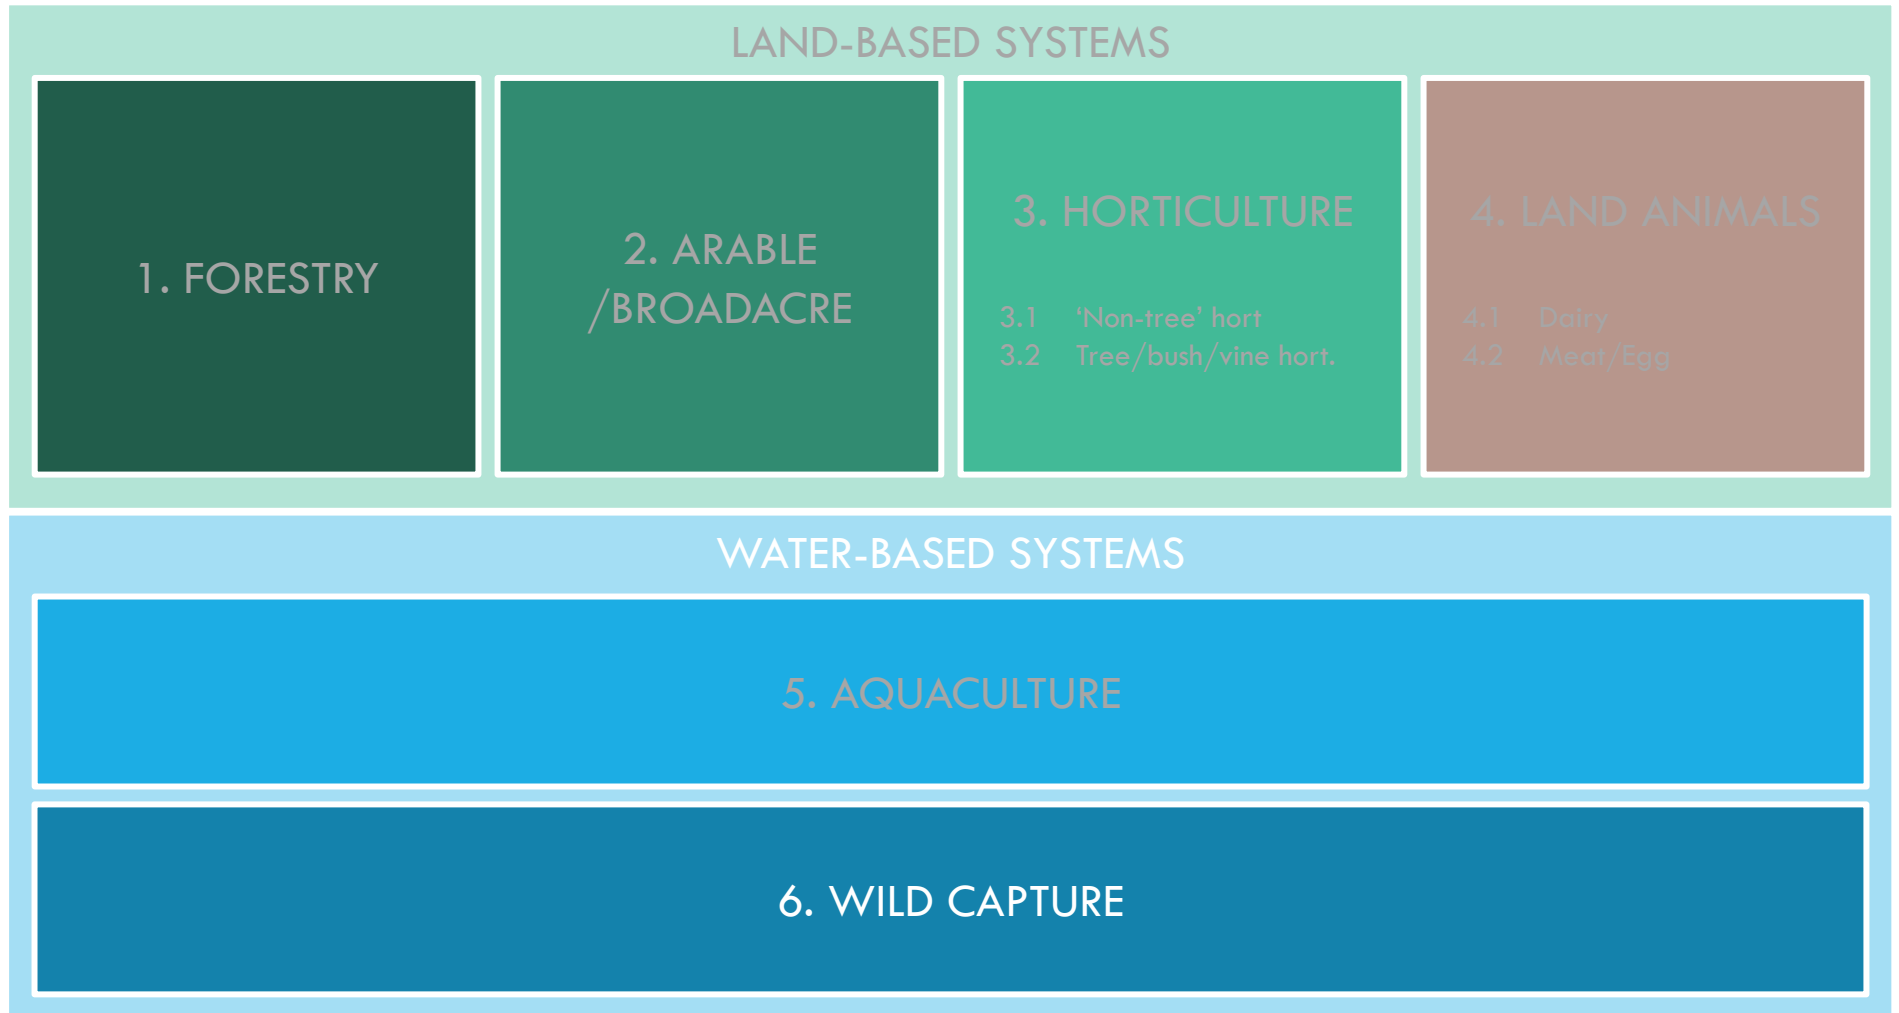 LAND-BASED SYSTEMS
1. FORESTRY
2. ARABLE
/BROADACRE
3. HORTICULTURE
3.1 ‘Non-tree’ hort
3.2 Tree/bush/vine hort.
4. LAND ANIMALS
4.1 Dairy
4.2 Meat/Egg
WATER-BASED SYSTEMS
5. AQUACULTURE
6. WILD CAPTURE